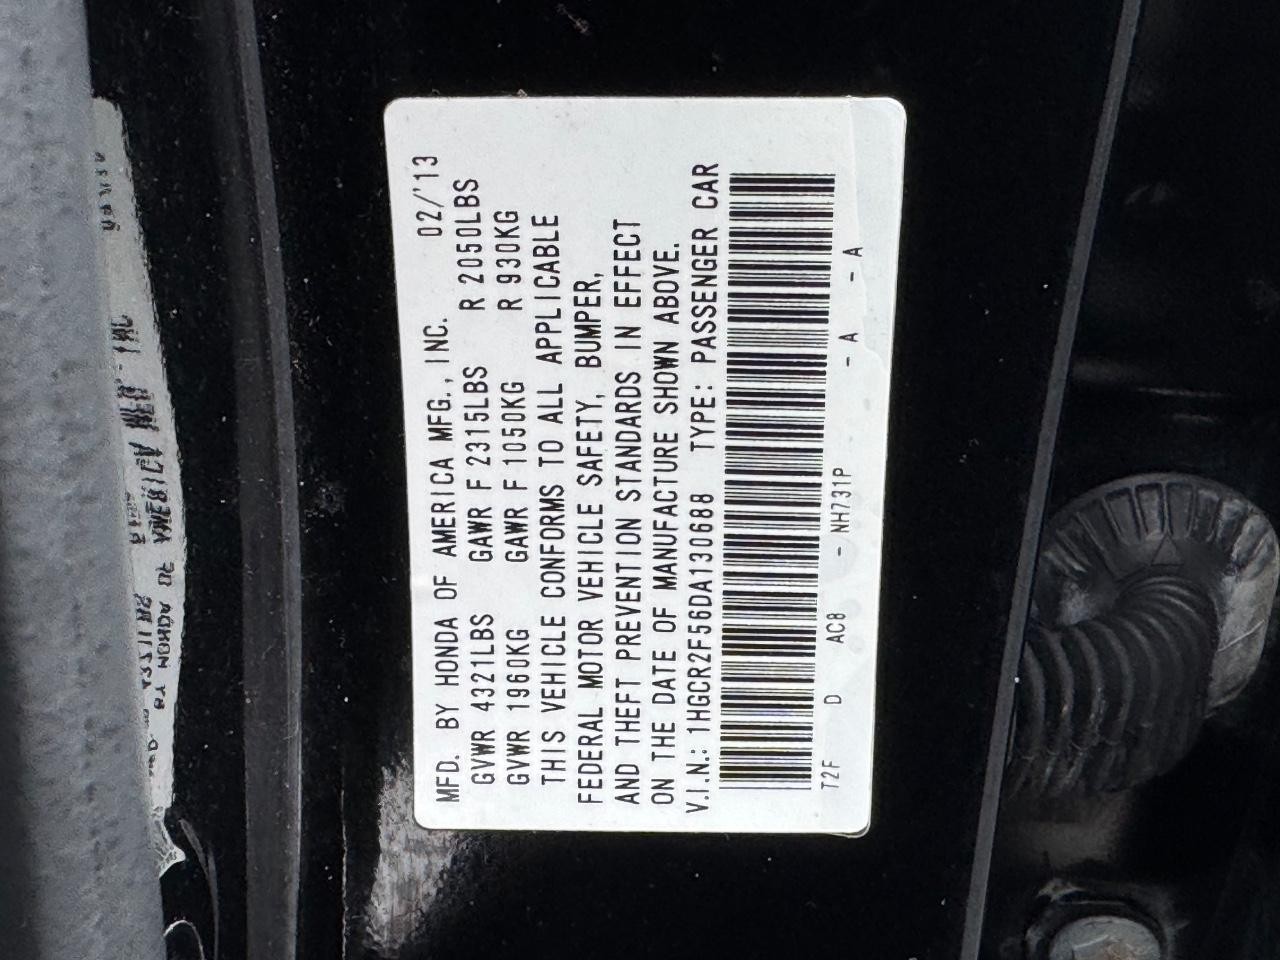 MFD. BY HONDA OF AMERICA MFG., INC. 02/'13
GVWR 4321LBS GAWR F 2315LBS R 2050LBS
GVWR 1960KG GAWR F 1050KG R 930KG
THIS VEHICLE CONFORMS TO ALL APPLICABLE
FEDERAL MOTOR VEHICLE SAFETY, BUMPER,
AND THEFT PREVENTION STANDARDS IN EFFECT
ON THE DATE OF MANUFACTURE SHOWN ABOVE.
V.I.N.: 1HGCR2F56DA130688 TYPE: PASSENGER CAR
T2F D AC8 - NH731P - A - A